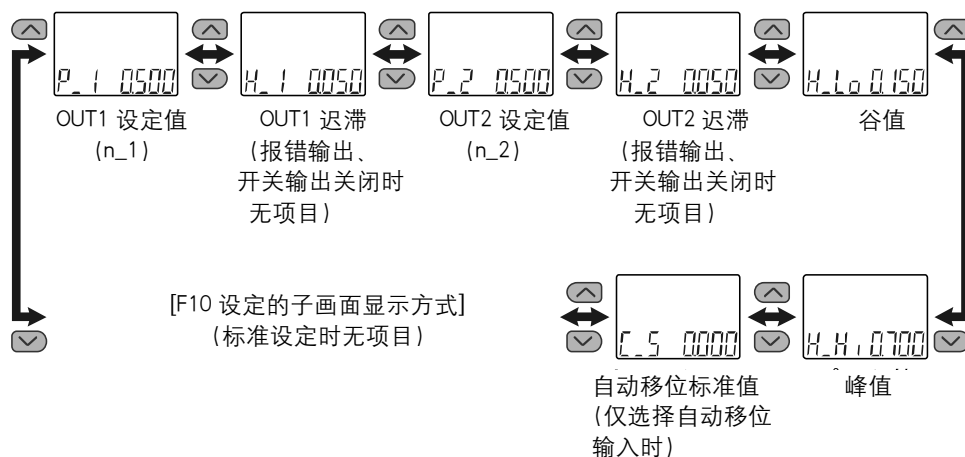 P_1 0.500
H_1 0.050
P_2 0.500
H_2 0.050
H_Lo 0.150
OUT1 设定值
(n_1)
OUT1 迟滞
(报错输出、
开关输出关闭时
无项目)
OUT2 设定值
(n_2)
OUT2 迟滞
(报错输出、
开关输出关闭时
无项目)
谷值
[F10 设定的子画面显示方式]
(标准设定时无项目)
C_S 0.000
H_Hi 0.700
自动移位标准值
(仅选择自动移位
输入时)
峰值